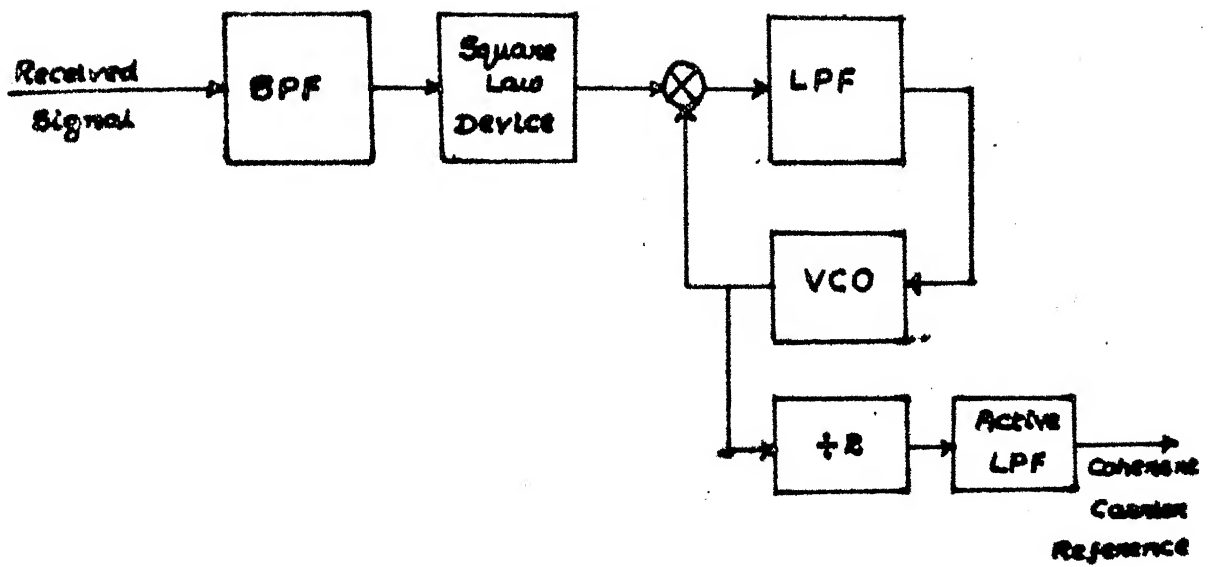 Received
Signal
BPF
Square
Law
Device
LPF
VCO
÷2
Active
LPF
Coherent
Carrier
Reference